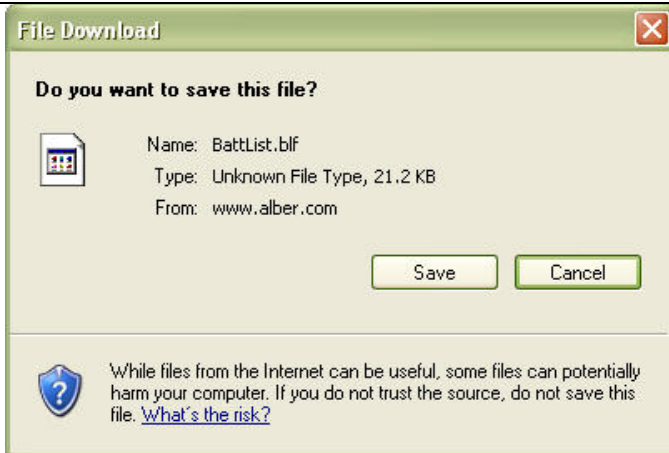 File Download
Do you want to save this file?
Name: BattList.blf
Type: Unknown File Type, 21.2 KB
From: www.alber.com
Save Cancel
While files from the Internet can be useful, some files can potentially
harm your computer. If you do not trust the source, do not save this
file. What's the risk?